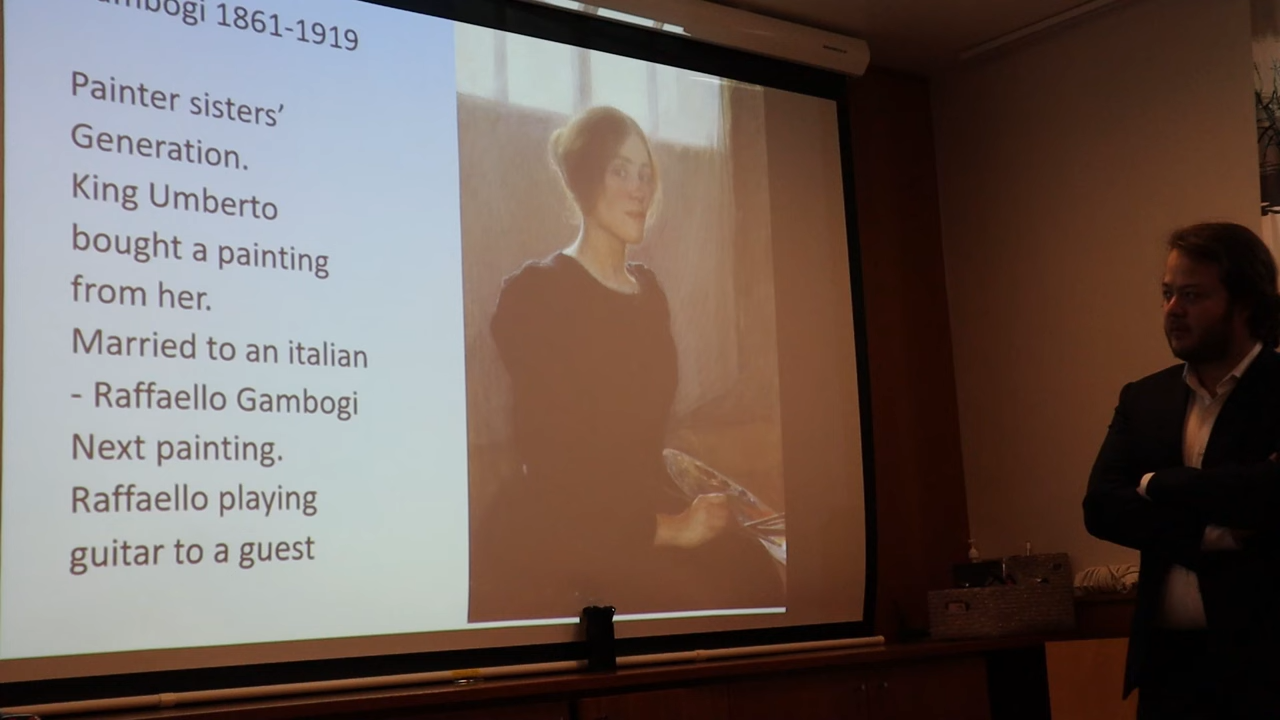 1861-1919
Painter sisters’
Generation.
King Umberto
bought a painting
from her.
Married to an italian
- Raffaello Gambogi
Next painting.
Raffaello playing
guitar to a guest